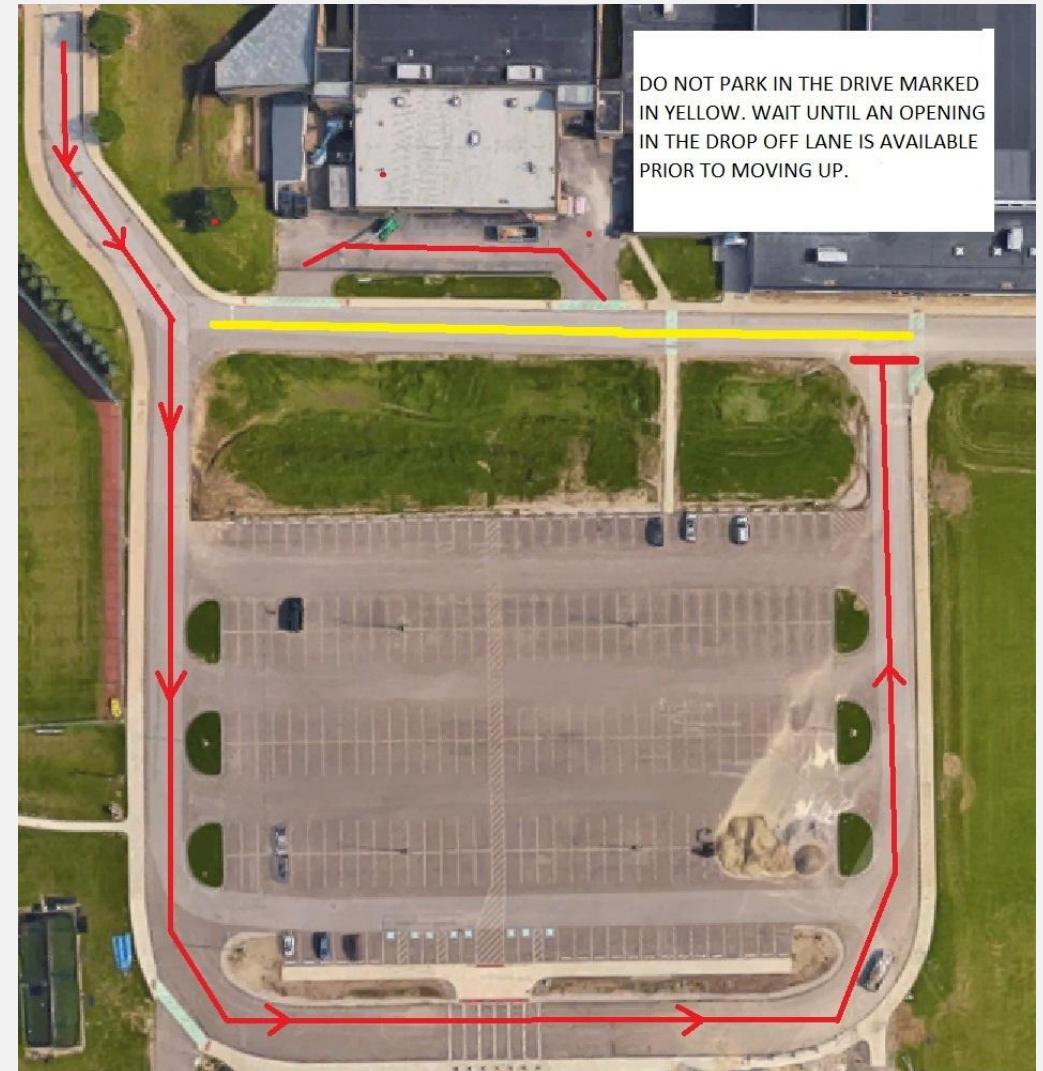 DO NOT PARK IN THE DRIVE MARKED
IN YELLOW. WAIT UNTIL AN OPENING
IN THE DROP OFF LANE IS AVAILABLE
PRIOR TO MOVING UP.